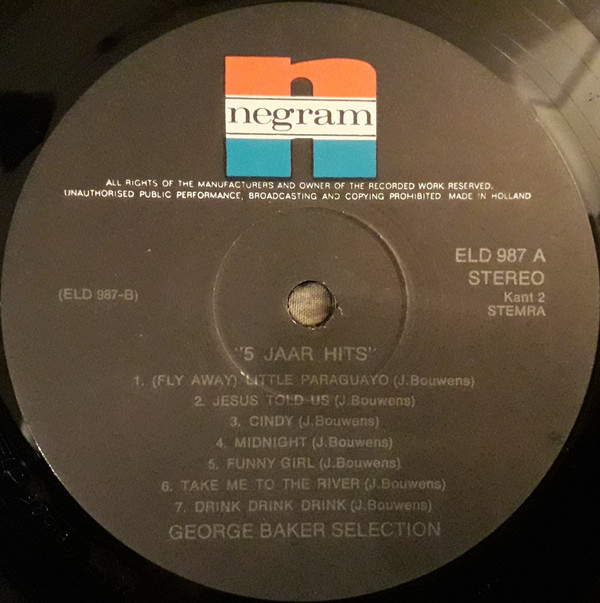 negram
ALL RIGHTS OF THE MANUFACTURERS AND OWNER OF THE RECORDED WORK RESERVED.
UNAUTHORISED PUBLIC PERFORMANCE, BROADCASTING AND COPYING PROHIBITED MADE IN HOLLAND
ELD 987 A
STEREO
(ELD 987-B)
Kant 2
STEMRA
"5 JAAR HITS"
1. (FLY AWAY) LITTLE PARAGUAYO (J.Bouwens)
2. JESUS TOLD US (J.Bouwens)
3. CINDY (J.Bouwens)
4. MIDNIGHT (J.Bouwens)
5. FUNNY GIRL (J.Bouwens)
6. TAKE ME TO THE RIVER (J.Bouwens)
7. DRINK DRINK DRINK (J.Bouwens)
GEORGE BAKER SELECTION